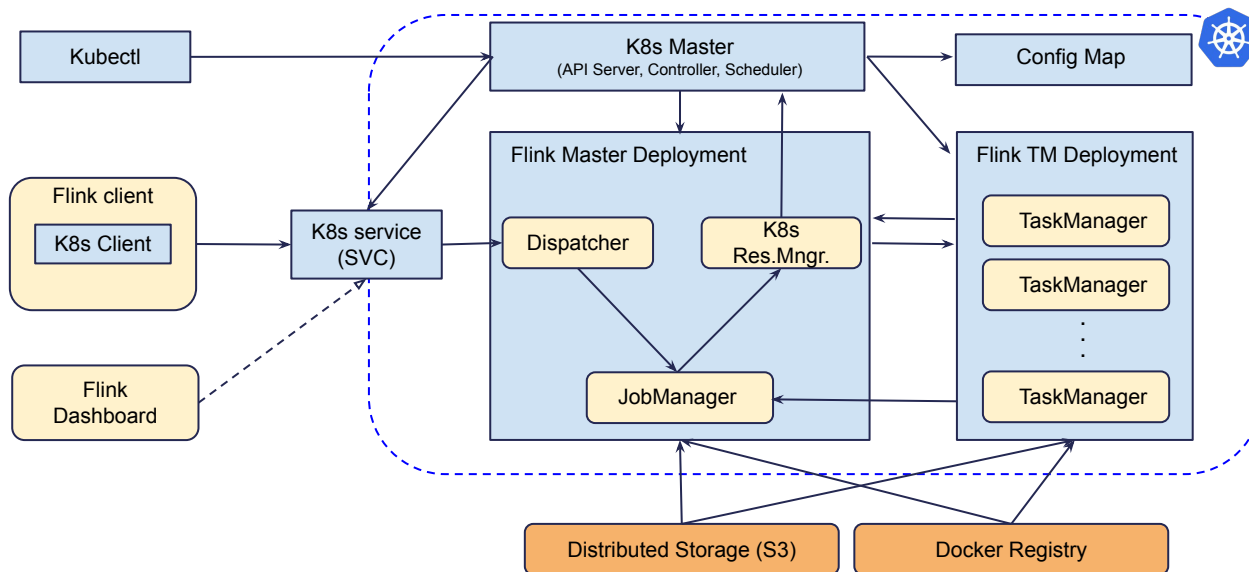 Kubectl
K8s Master
(API Server, Controller, Scheduler)
Config Map
Flink Master Deployment
Flink TM Deployment
Flink client
K8s Client
K8s service
(SVC)
Dispatcher
K8s
Res.Mngr.
TaskManager
TaskManager
. . .
TaskManager
Flink
Dashboard
JobManager
Distributed Storage (S3)
Docker Registry